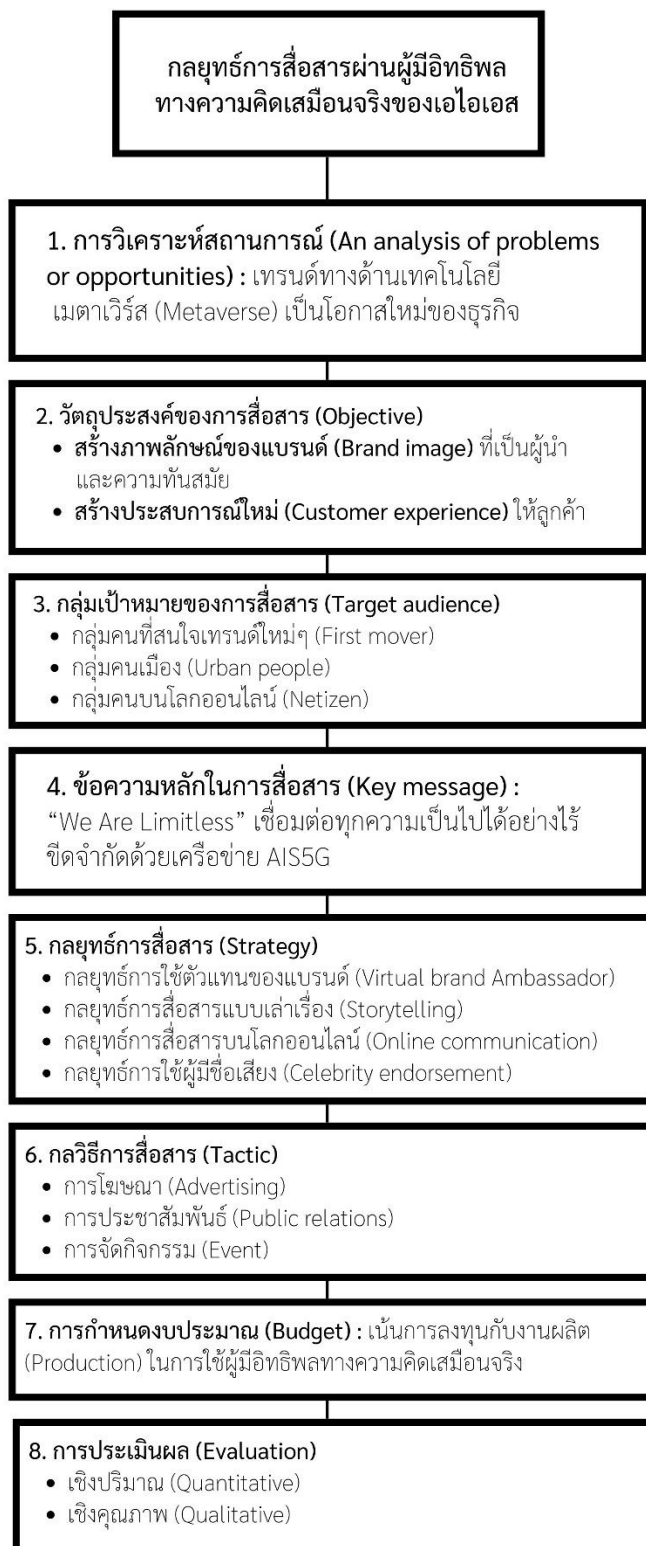 กลยุทธ์การสื่อสารผ่านผู้มีอิทธิพล
ทางความคิดเสมือนจริงของเอไอเอส
1. การวิเคราะห์สถานการณ์ (An analysis of problems
or opportunities) : เทรนด์ทางด้านเทคโนโลยี
เมตาเวิร์ส (Metaverse) เป็นโอกาสใหม่ของธุรกิจ
2. วัตถุประสงค์ของการสื่อสาร (Objective)
• สร้างภาพลักษณ์ของแบรนด์ (Brand image) ที่เป็นผู้นำ
และความทันสมัย
• สร้างประสบการณ์ใหม่ (Customer experience) ให้ลูกค้า
3. กลุ่มเป้าหมายของการสื่อสาร (Target audience)
• กลุ่มคนที่สนใจเทรนด์ใหม่ๆ (First mover)
• กลุ่มคนเมือง (Urban people)
• กลุ่มคนบนโลกออนไลน์ (Netizen)
4. ข้อความหลักในการสื่อสาร (Key message) :
“We Are Limitless” เชื่อมต่อทุกความเป็นไปได้อย่างไร้
ขีดจำกัดด้วยเครือข่าย AIS5G
5. กลยุทธ์การสื่อสาร (Strategy)
• กลยุทธ์การใช้ตัวแทนของแบรนด์ (Virtual brand Ambassador)
• กลยุทธ์การสื่อสารแบบเล่าเรื่อง (Storytelling)
• กลยุทธ์การสื่อสารบนโลกออนไลน์ (Online communication)
• กลยุทธ์การใช้ผู้มีชื่อเสียง (Celebrity endorsement)
6. กลวิธีการสื่อสาร (Tactic)
• การโฆษณา (Advertising)
• การประชาสัมพันธ์ (Public relations)
• การจัดกิจกรรม (Event)
7. การกำหนดงบประมาณ (Budget) : เน้นการลงทุนกับงานผลิต
(Production) ในการใช้ผู้มีอิทธิพลทางความคิดเสมือนจริง
8. การประเมินผล (Evaluation)
• เชิงปริมาณ (Quantitative)
• เชิงคุณภาพ (Qualitative)